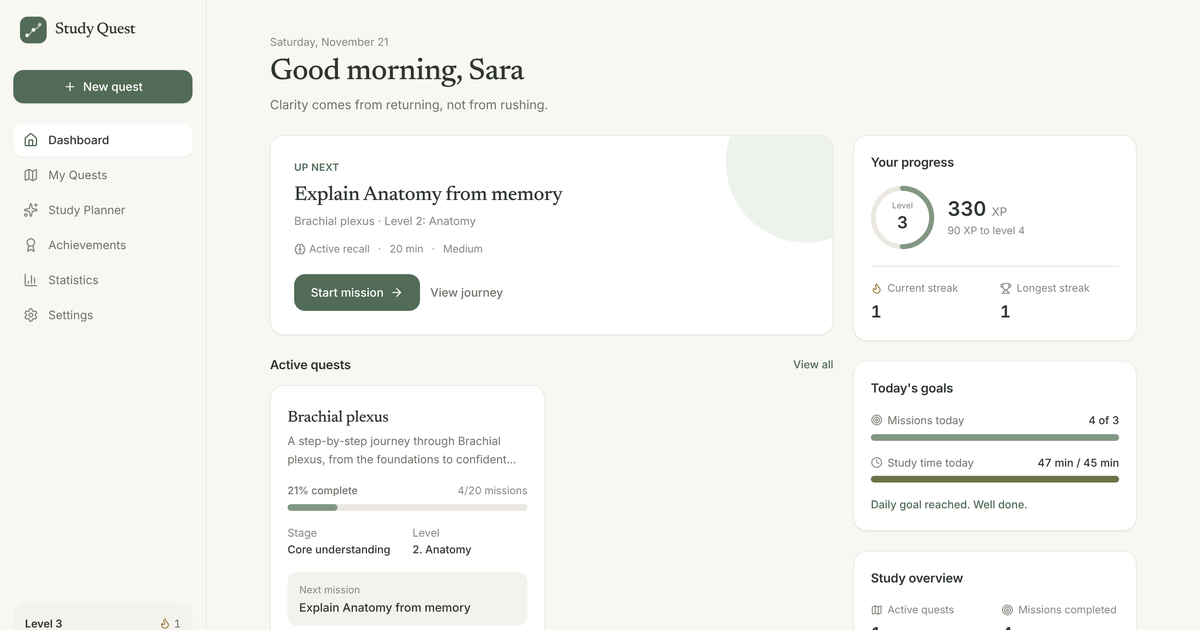 Study Quest
New quest
Dashboard
My Quests
Study Planner
Achievements
Statistics
Settings
Level 3
1
Saturday, November 21
Good morning, Sara
Clarity comes from returning, not from rushing.
UP NEXT
Explain Anatomy from memory
Brachial plexus · Level 2: Anatomy
Active recall · 20 min · Medium
Start mission →
View journey
Active quests
View all
Brachial plexus
A step-by-step journey through Brachial
plexus, from the foundations to confident...
21% complete
4/20 missions
Stage
Level
Core understanding
2. Anatomy
Next mission
Explain Anatomy from memory
Your progress
Level
3
330 XP
90 XP to level 4
Current streak
Longest streak
1
1
Today's goals
Missions today
4 of 3
Study time today
47 min / 45 min
Daily goal reached. Well done.
Study overview
Active quests
Missions completed